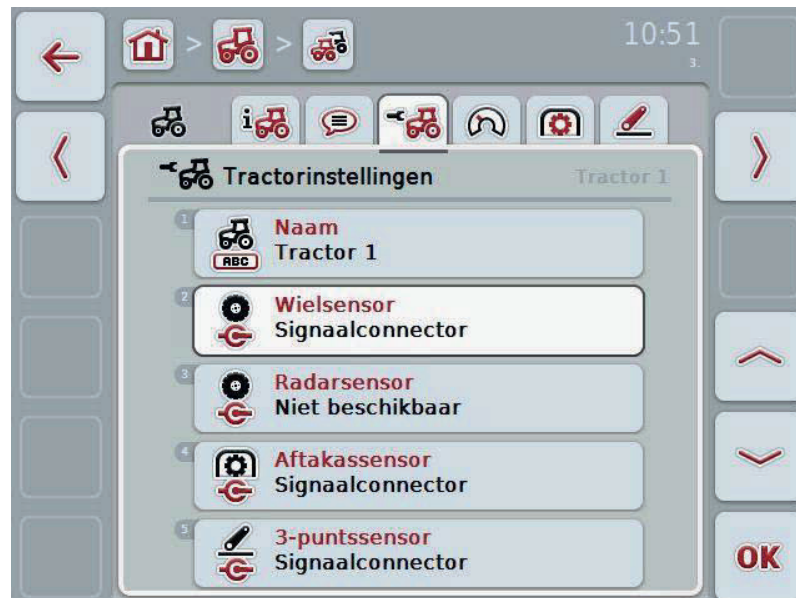 10:51
3.
i
Tractorinstellingen
Tractor 1
1
Naam
Tractor 1
ABC
2
Wielsensor
Signaalconnector
3
Radarsensor
Niet beschikbaar
4
Aftakassensor
Signaalconnector
5
3-puntssensor
Signaalconnector
OK